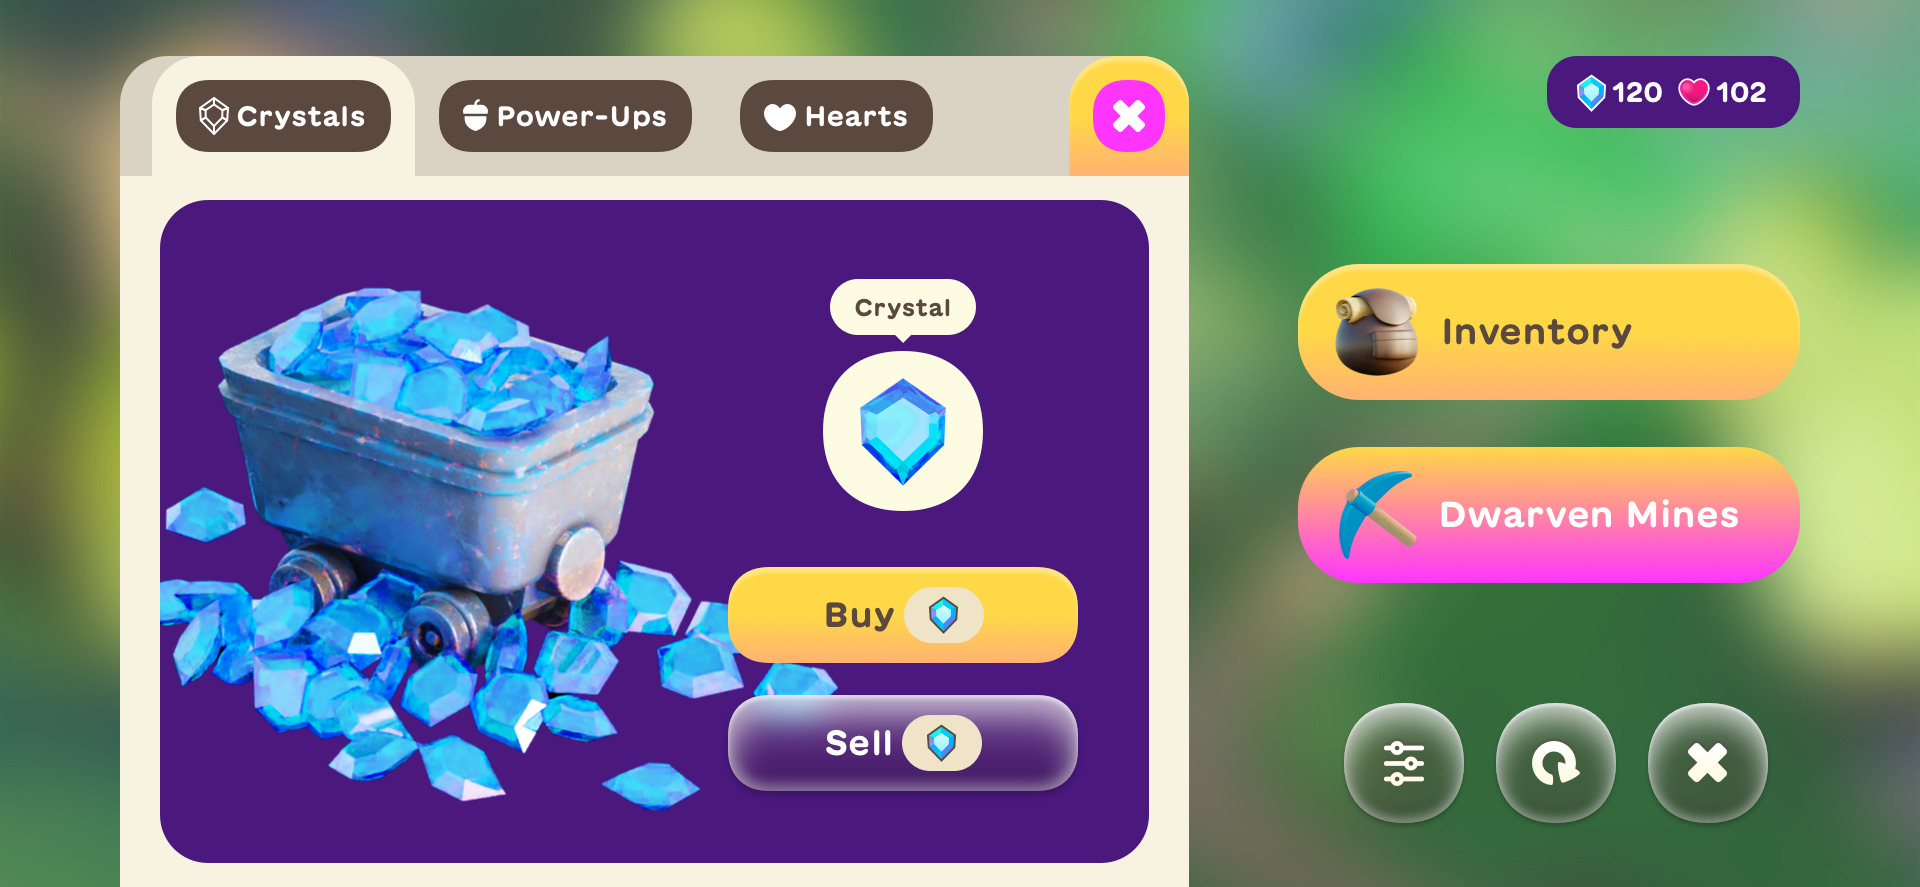 Crystals
Power-Ups
Hearts
120 102
Crystal
Inventory
Dwarven Mines
Buy
Sell